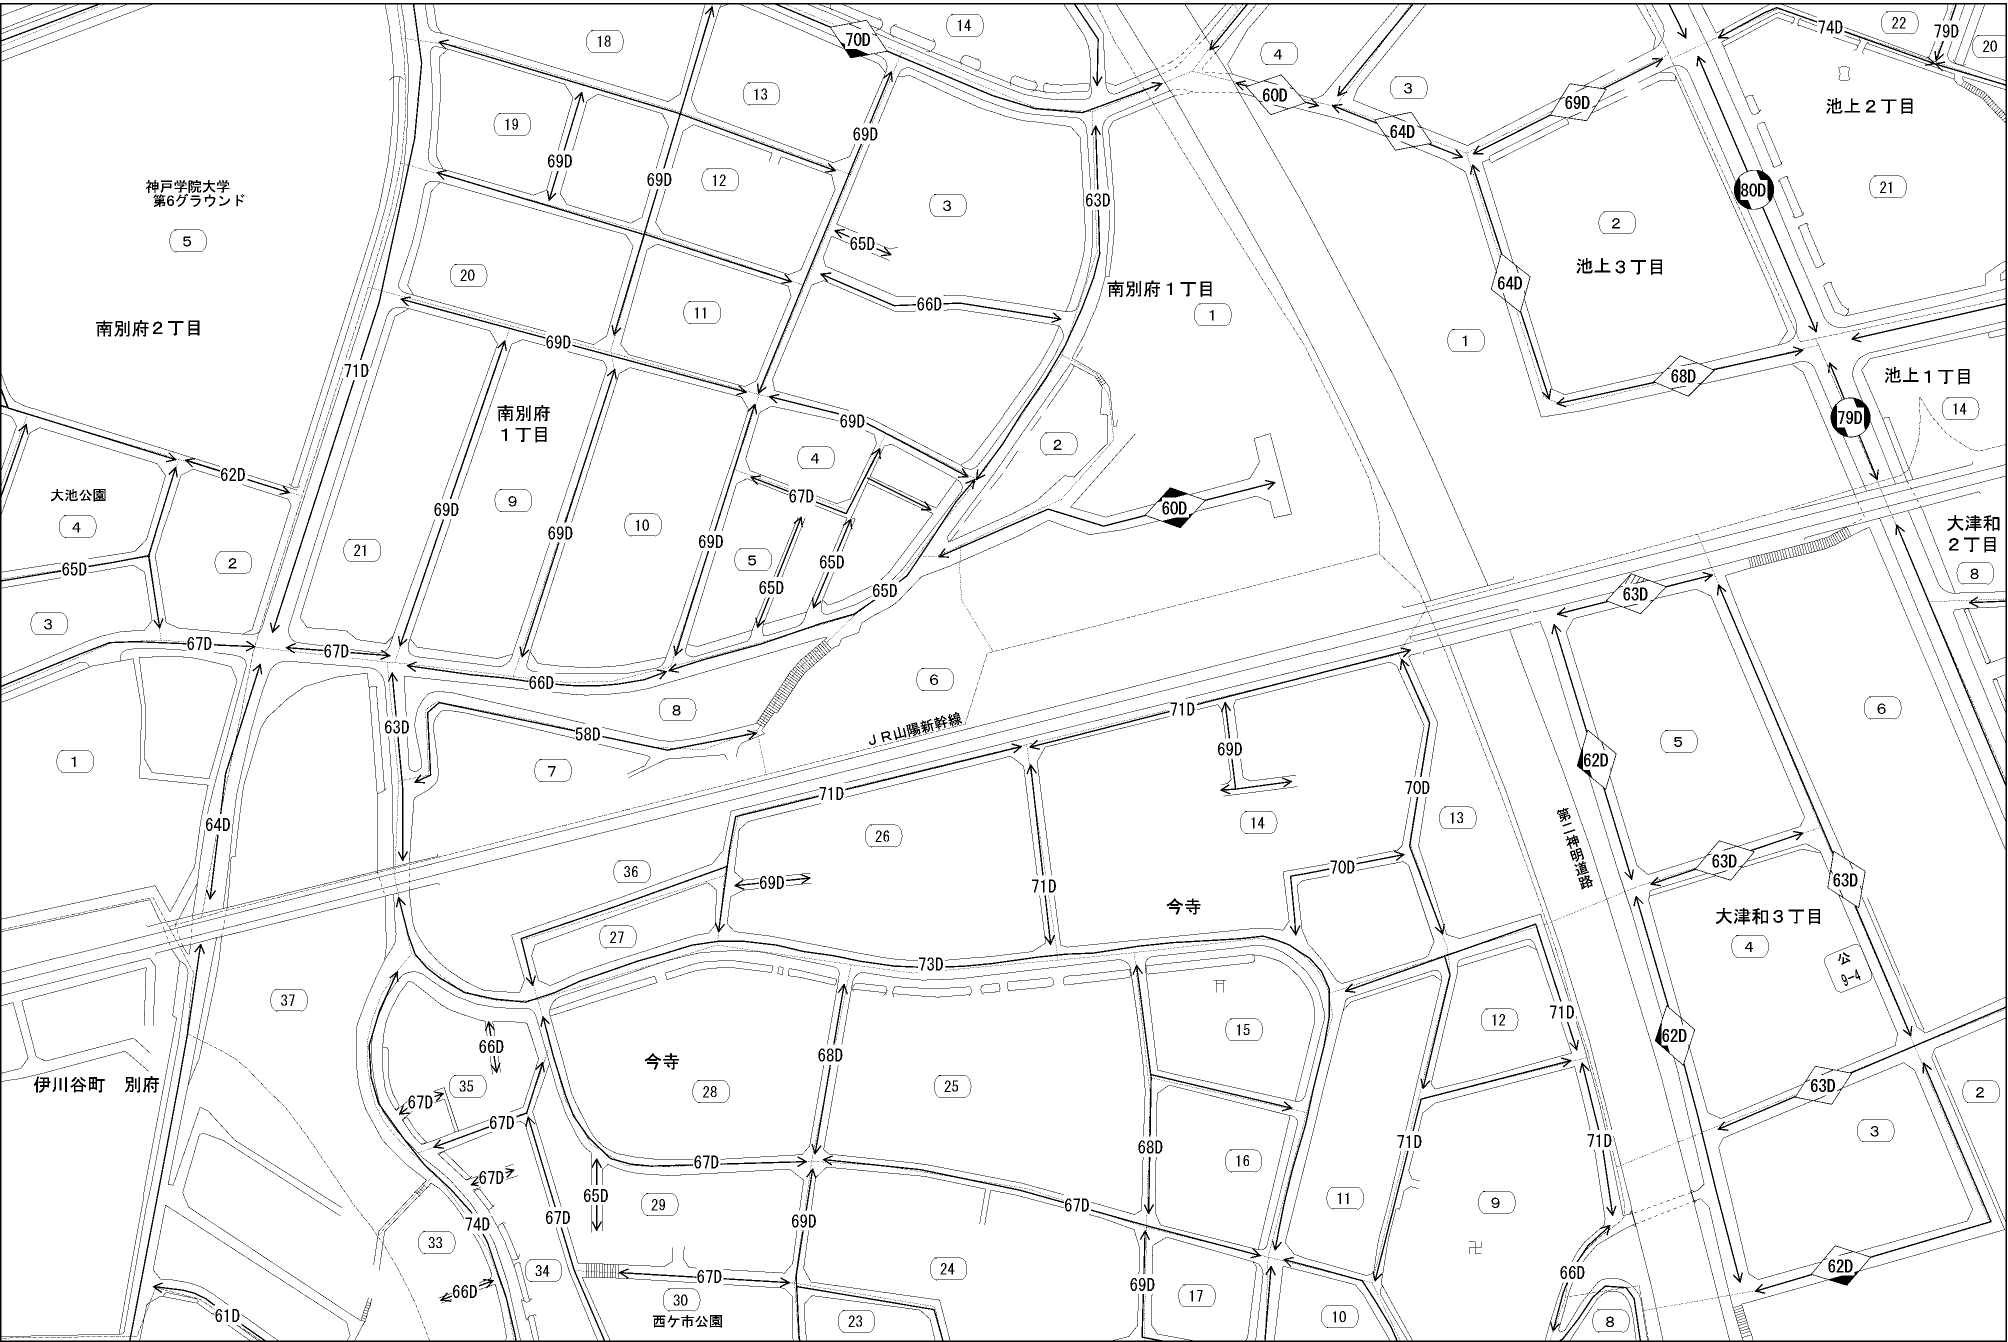 70D
14
18
13
19
69D
69D
69D
69D
12
3
神戸学院大学
第6グラウンド
5
65D
63D
20
11
66D
南別府1丁目
1
南別府2丁目
71D
69D
南別府
1丁目
69D
2
62D
大池公園
4
4
67D
69D
9
69D
10
69D
5
65D
65D
65D
60D
21
2
65D
3
67D
67D
66D
8
6
63D
58D
7
1
64D
JR山陽新幹線
4
60D
3
64D
69D
74D
22
79D
20
池上2丁目
80D
21
2
池上3丁目
64D
1
68D
池上1丁目
14
79D
大津和
2丁目
8
63D
62D
5
6
71D
69D
70D
14
13
71D
26
36
69D
71D
70D
27
今寺
73D
第二神明道路
63D
63D
大津和3丁目
4
公
9-4
37
66D
35
67D
67D
67D
今寺
28
68D
25
15
12
71D
62D
63D
2
3
伊川谷町 別府
67D
65D
29
69D
67D
68D
16
11
71D
71D
9
74D
33
34
67D
66D
67D
30
西ケ市公園
23
24
69D
17
10
66D
8
62D
61D